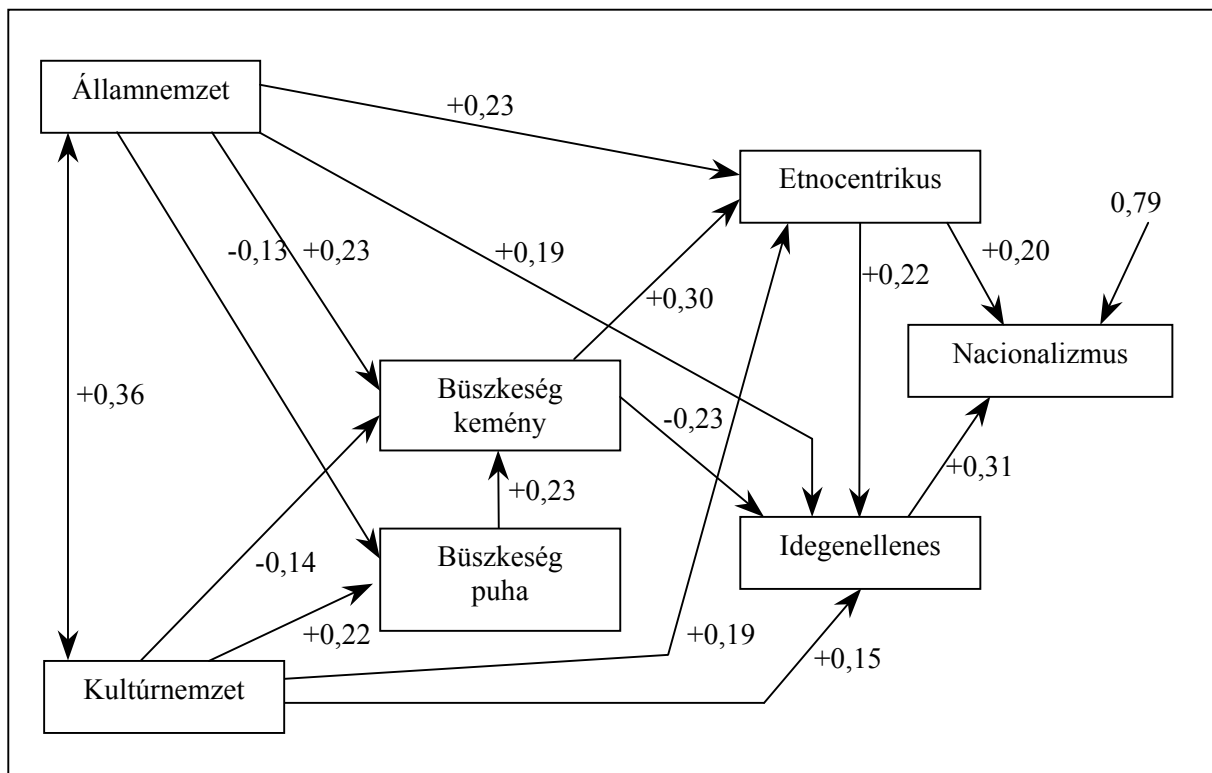 Államnemzet
+0,23
Etnocentrikus
0,79
-0,13
+0,23
+0,19
+0,30
+0,22
+0,20
Nacionalizmus
+0,36
Büszkeség
kemény
-0,23
+0,31
+0,23
Büszkeség
puha
Idegenellenes
-0,14
+0,22
+0,19
+0,15
Kultúrnemzet